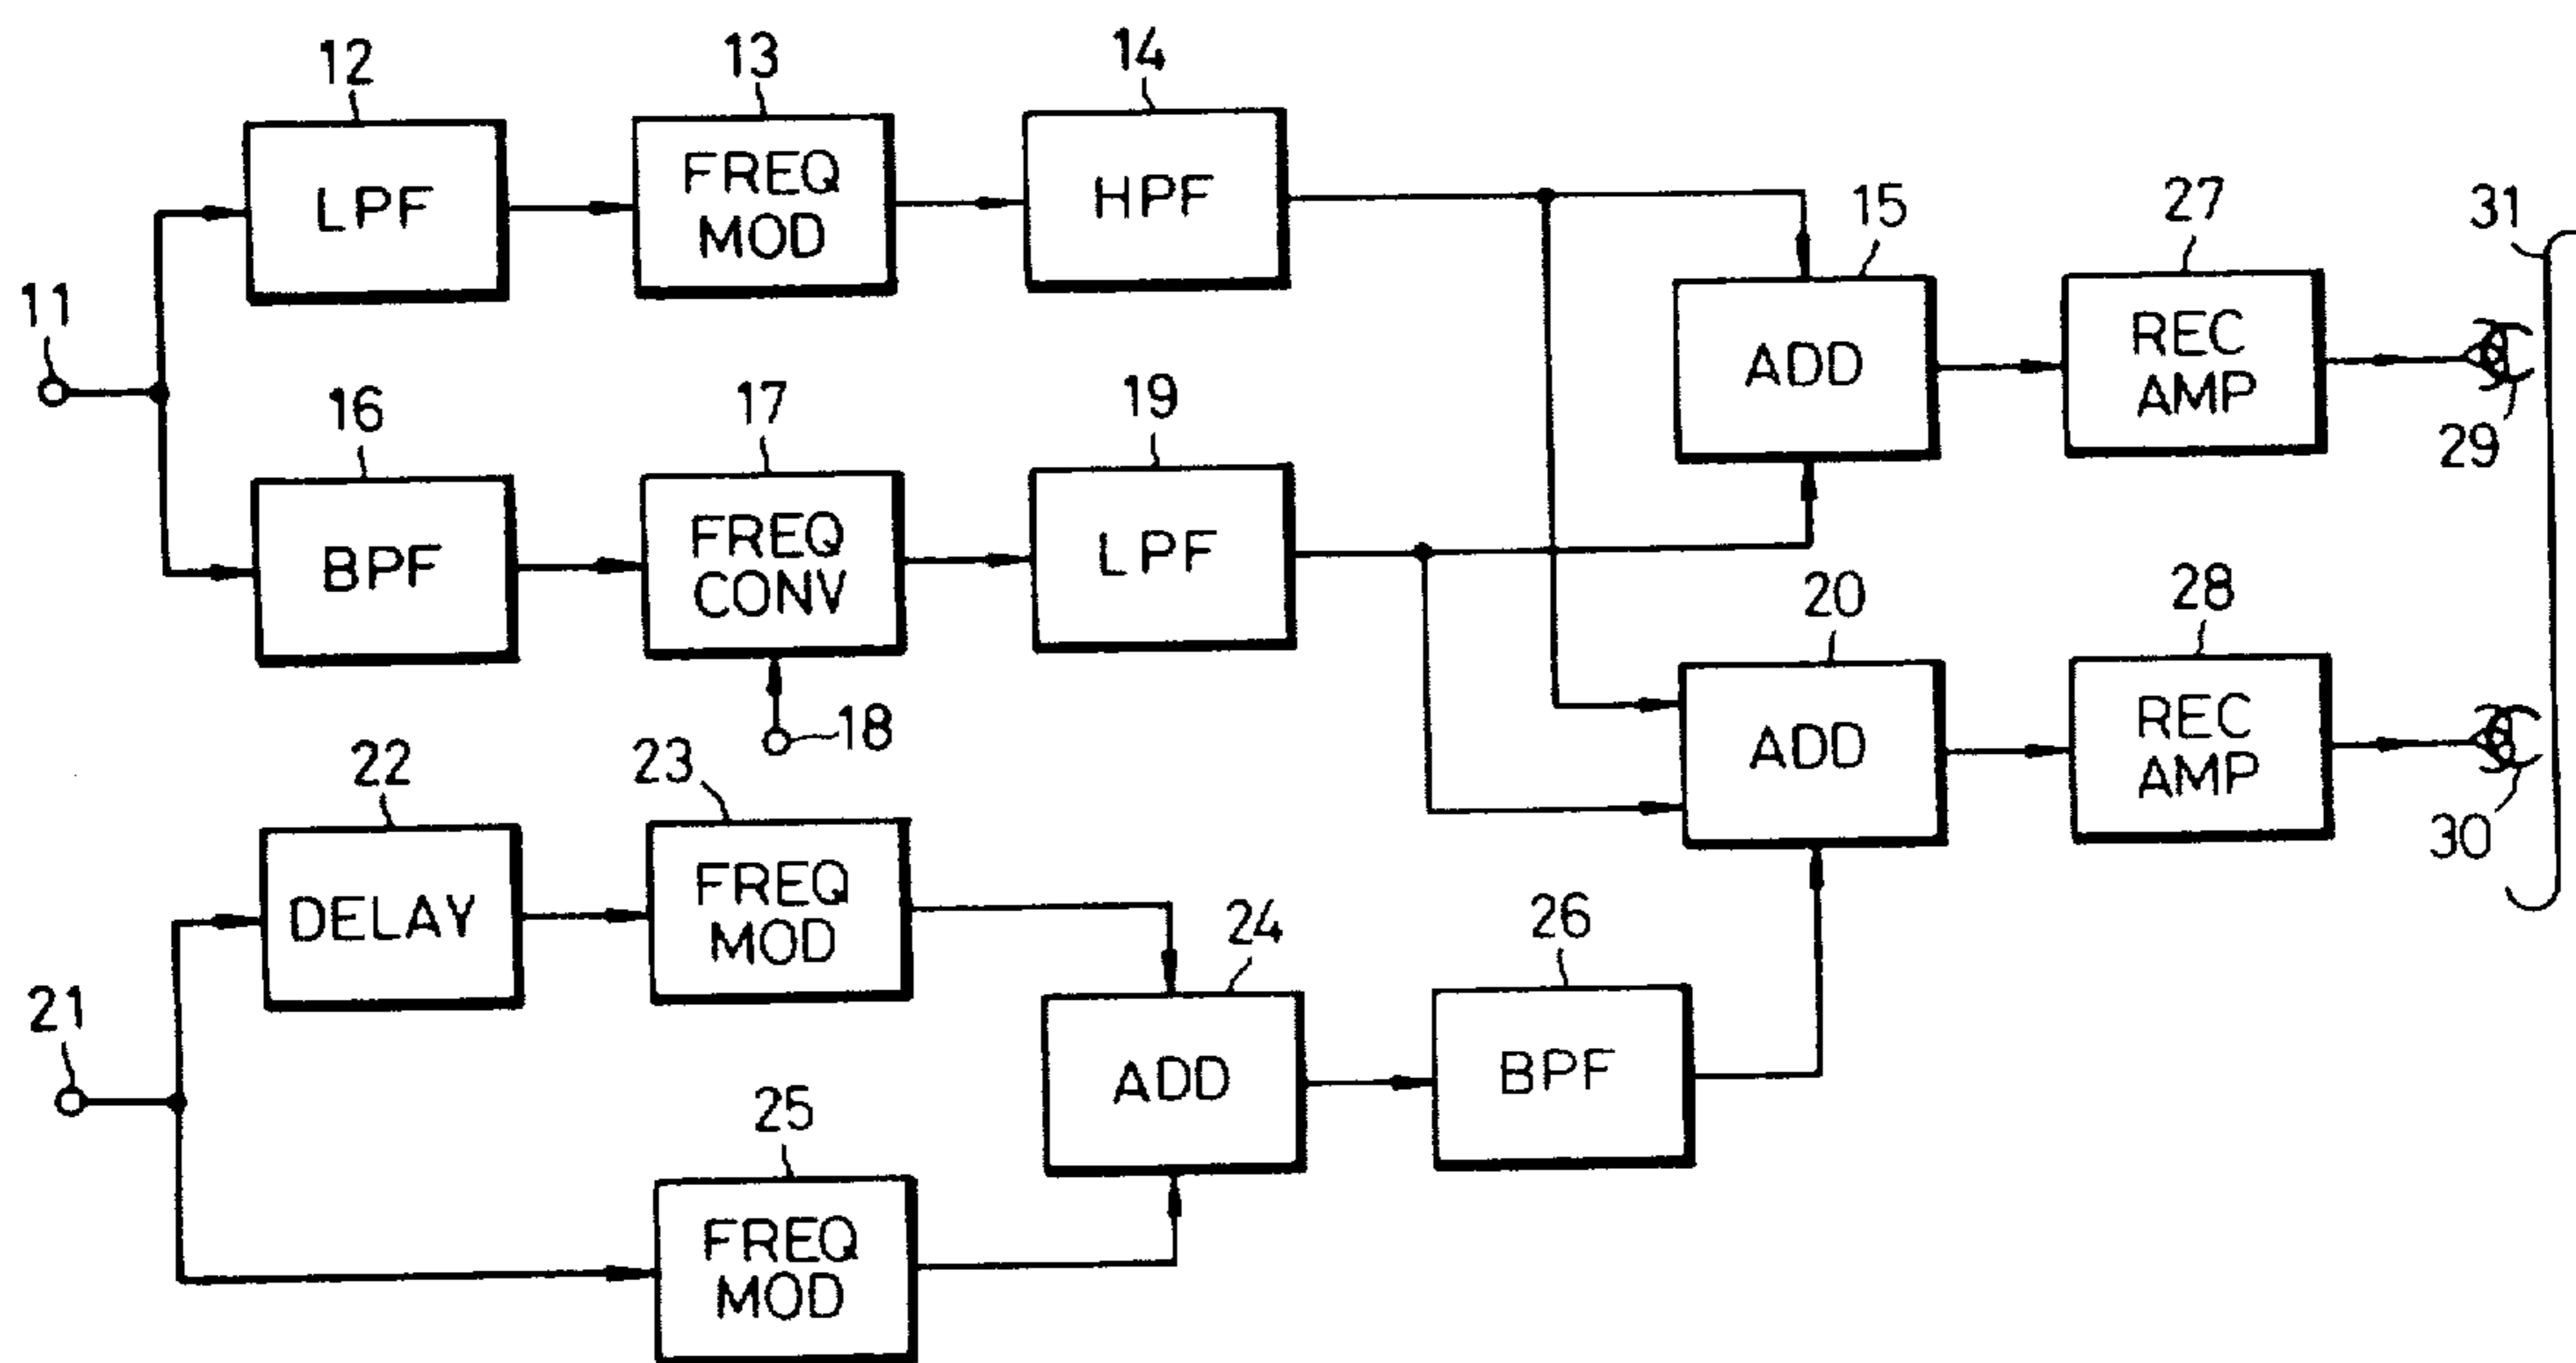 12
13
14
LPF
FREQ
MOD
HPF
15
27
31
11
ADD
REC
AMP
29
16
17
19
BPF
FREQ
CONV
LPF
18
20
28
ADD
REC
AMP
30
22
23
DELAY
FREQ
MOD
24
26
21
ADD
BPF
25
FREQ
MOD